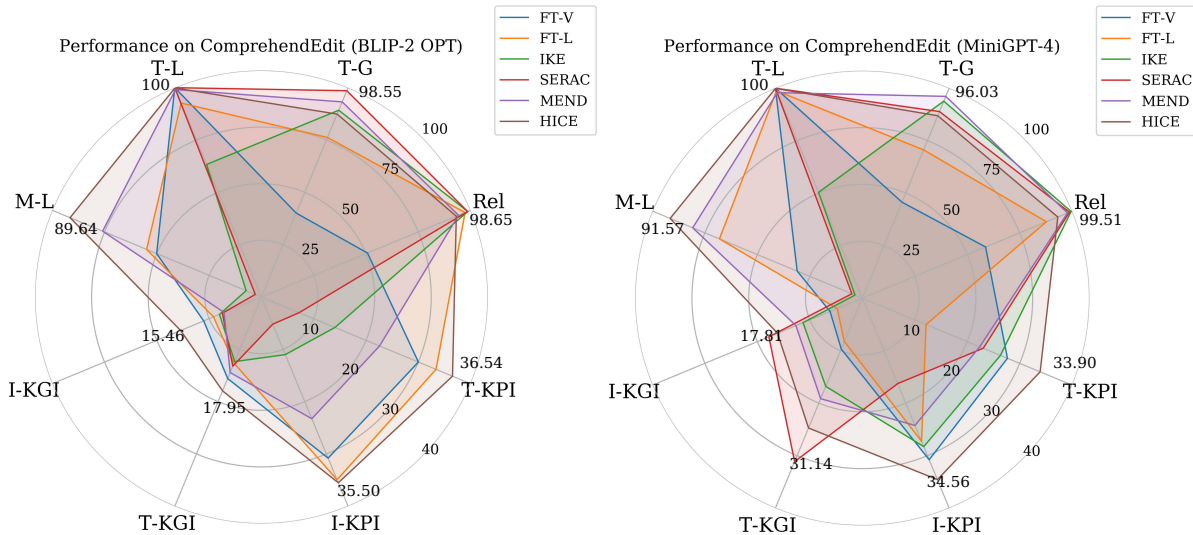 Performance on ComprehendEdit (BLIP-2 OPT)
FT-V
FT-L
IKE
SERAC
MEND
HICE
T-L
T-G
100
98.55
100
75
50
25
M-L
89.64
Rel
98.65
10
20
30
40
15.46
I-KGI
17.95
36.54
T-KPI
35.50
T-KGI
I-KPI
Performance on ComprehendEdit (MiniGPT-4)
FT-V
FT-L
IKE
SERAC
MEND
HICE
T-L
T-G
100
96.03
100
75
50
25
M-L
91.57
Rel
99.51
10
20
30
40
17.81
I-KGI
31.14
33.90
T-KPI
34.56
T-KGI
I-KPI